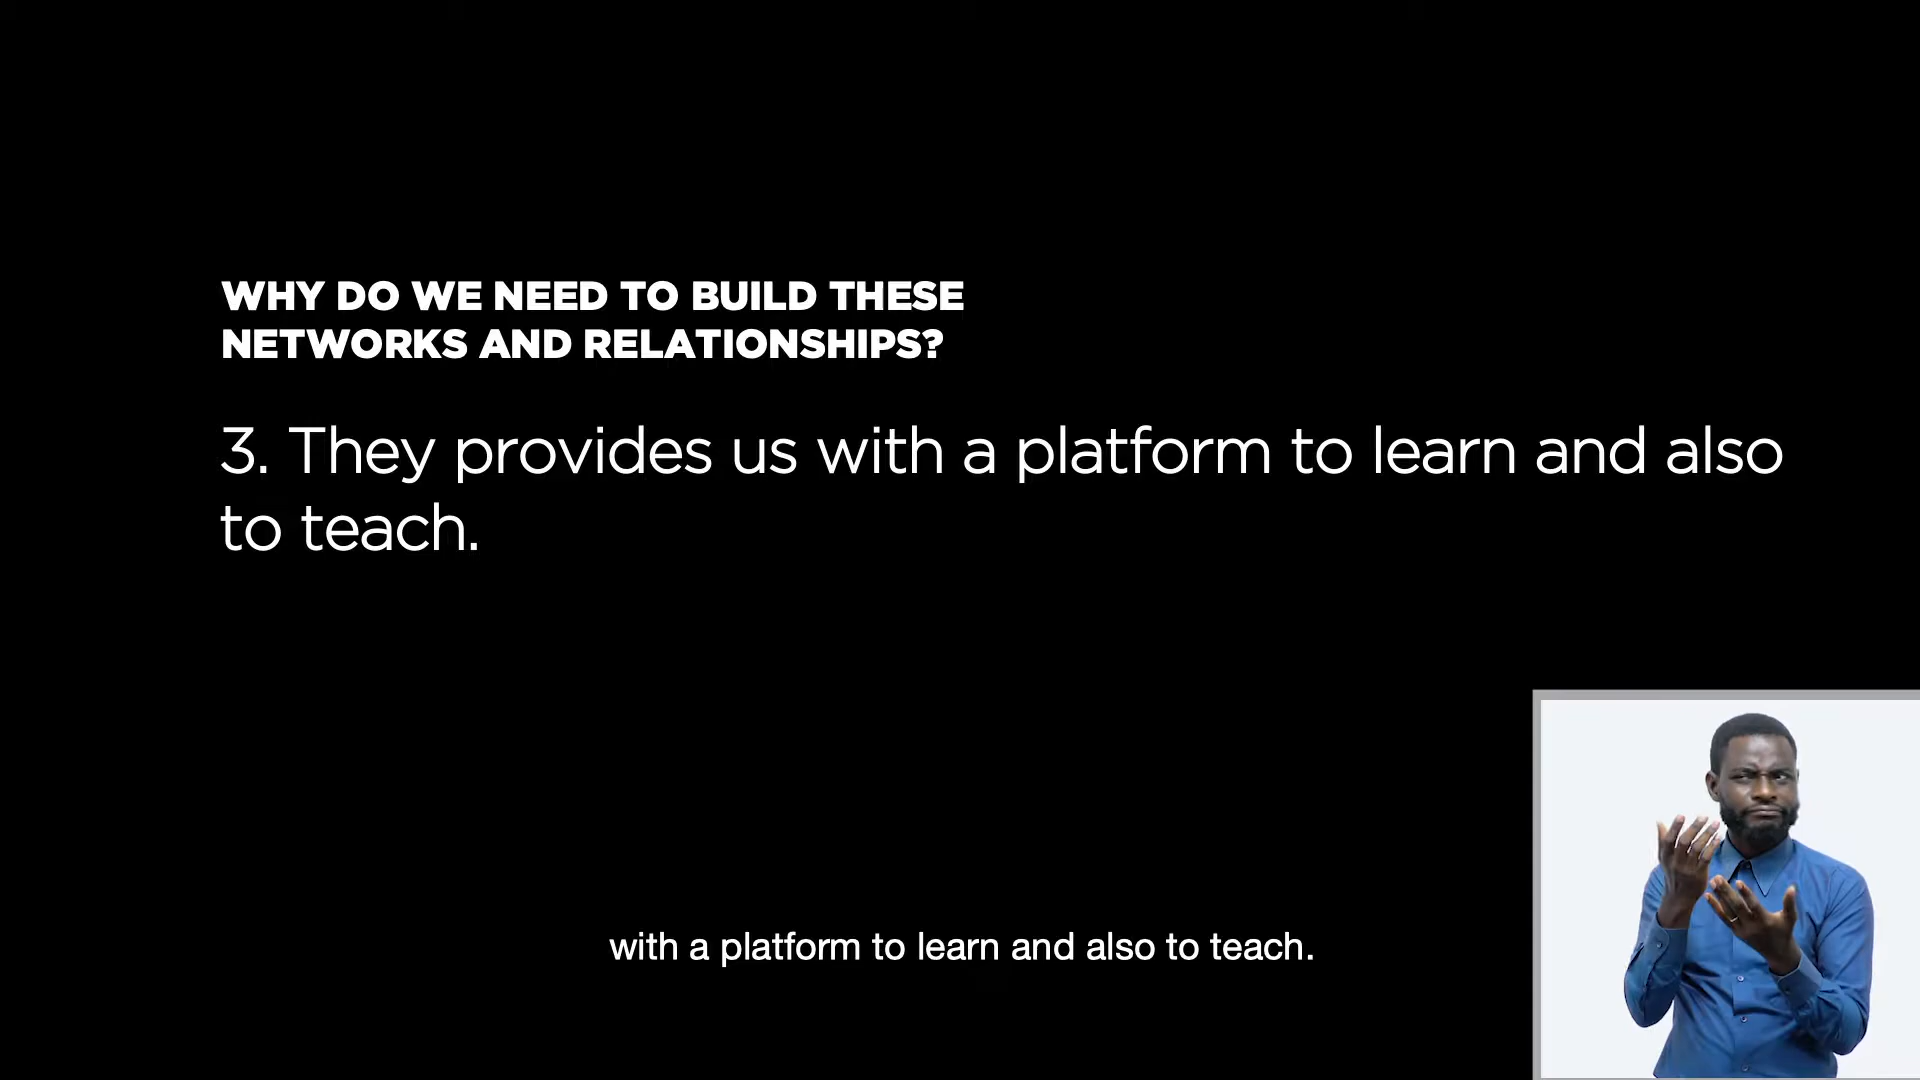 WHY DO WE NEED TO BUILD THESE
NETWORKS AND RELATIONSHIPS?
3. They provides us with a platform to learn and also
to teach.
with a platform to learn and also to teach.